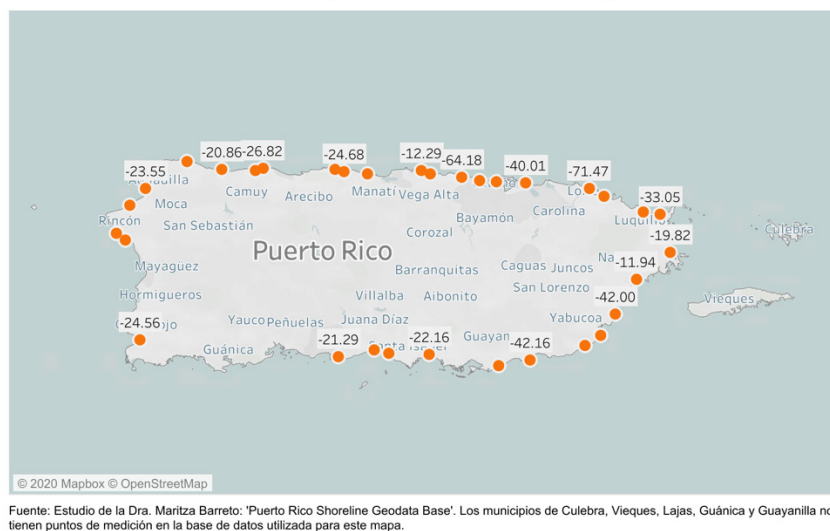 -20.86
-26.82
-24.68
-12.29
-64.18
-40.01
-71.47
-33.05
-23.55
Camuy
Arecibo
Manatí
Vega Alta
Carolina
Moca
Rincón
San Sebastián
Corozal
Bayamón
Culebra
-19.82
Puerto Rico
-11.94
Mayagüez
Barranquitas
Caguas
Juncos
San Lorenzo
Hormigueros
Villalba
Aibonito
-42.00
Vieques
Yabucoa
-24.56
Yauco
Peñuelas
Juana Díaz
-21.29
-22.16
-42.16
Guánica
© 2020 Mapbox © OpenStreetMap
Fuente: Estudio de la Dra. Maritza Barreto: 'Puerto Rico Shoreline Geodata Base'. Los municipios de Culebra, Vieques, Lajas, Guánica y Guayanilla no
tienen puntos de medición en la base de datos utilizada para este mapa.